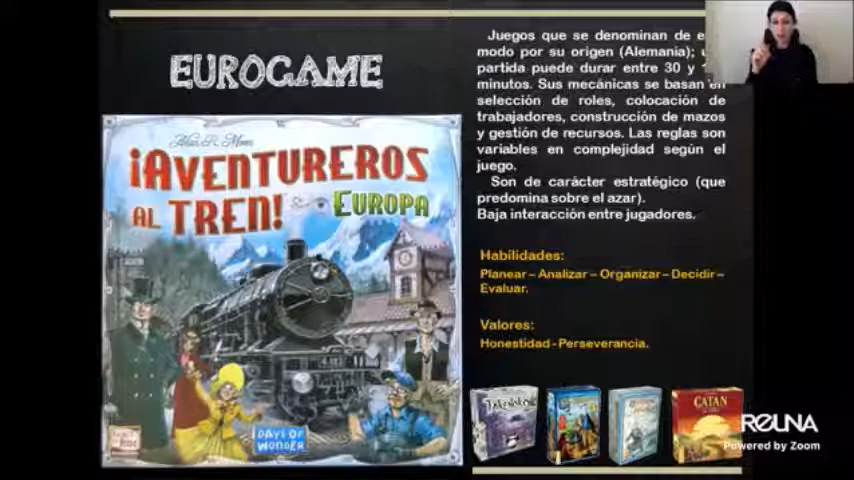 EUROGAME
Alan R. Moon
¡AVENTUREROS
AL TREN!
EUROPA
DAYS OF
WONDER
Juegos que se denominan de
modo por su origen (Alemania);
partida puede durar entre 30 y
minutos. Sus mecánicas se basan en
selección de roles, colocación de
trabajadores, construcción de mazos
y gestión de recursos. Las reglas son
variables en complejidad según el
juego.
Son de carácter estratégico (que
predomina sobre el azar).
Baja interacción entre jugadores.
Habilidades:
Planear – Analizar – Organizar – Decidir –
Evaluar.
Valores:
Honestidad - Perseverancia.
CATAN
REUNA
Powered by Zoom